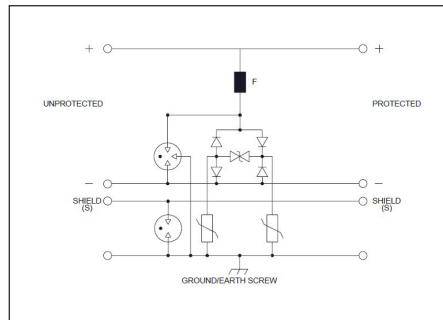 + +
F
UNPROTECTED PROTECTED
− −
SHIELD SHIELD
(S) (S)
GROUND/EARTH SCREW